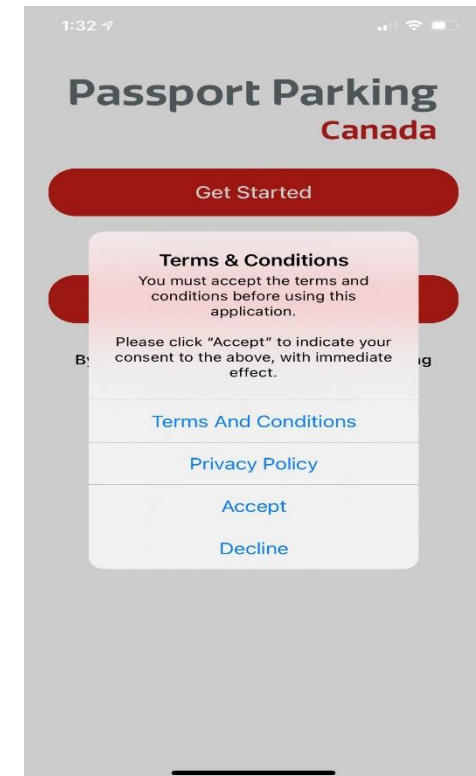 1:32
Passport Parking
Canada
Get Started
Terms & Conditions
You must accept the terms and
conditions before using this
application.
Please click "Accept" to indicate your
consent to the above, with immediate
effect.
Terms And Conditions
Privacy Policy
Accept
Decline